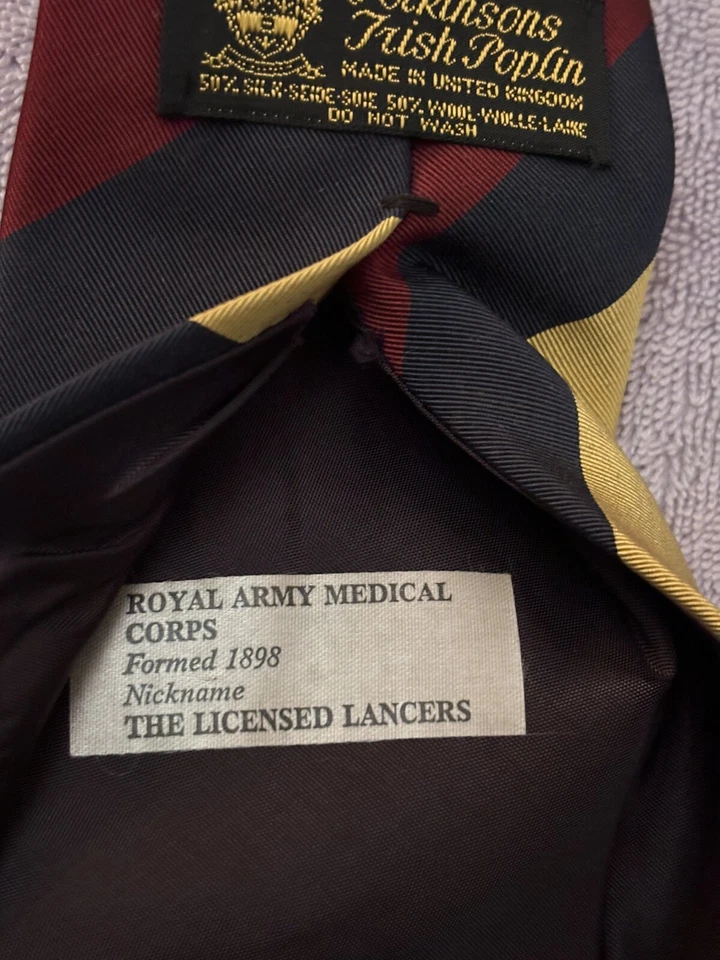 Atkinsons
Irish Poplin
MADE IN UNITED KINGDOM
50% SILK-SEIDE-SOIE 50% WOOL-WOLLE-LAINE
DO NOT WASH
ROYAL ARMY MEDICAL
CORPS
Formed 1898
Nickname
THE LICENSED LANCERS